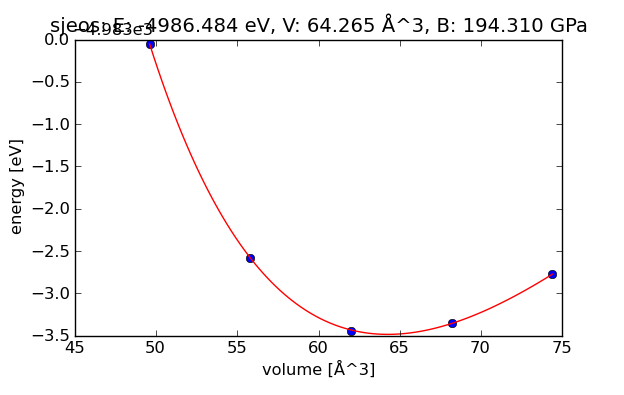 sjeos: E: -4986.484 eV, V: 64.265 Å^3, B: 194.310 GPa
−4.983e3
0.0
−0.5
−1.0
−1.5
−2.0
−2.5
−3.0
−3.5
energy [eV]
45 50 55 60 65 70 75
volume [Å^3]